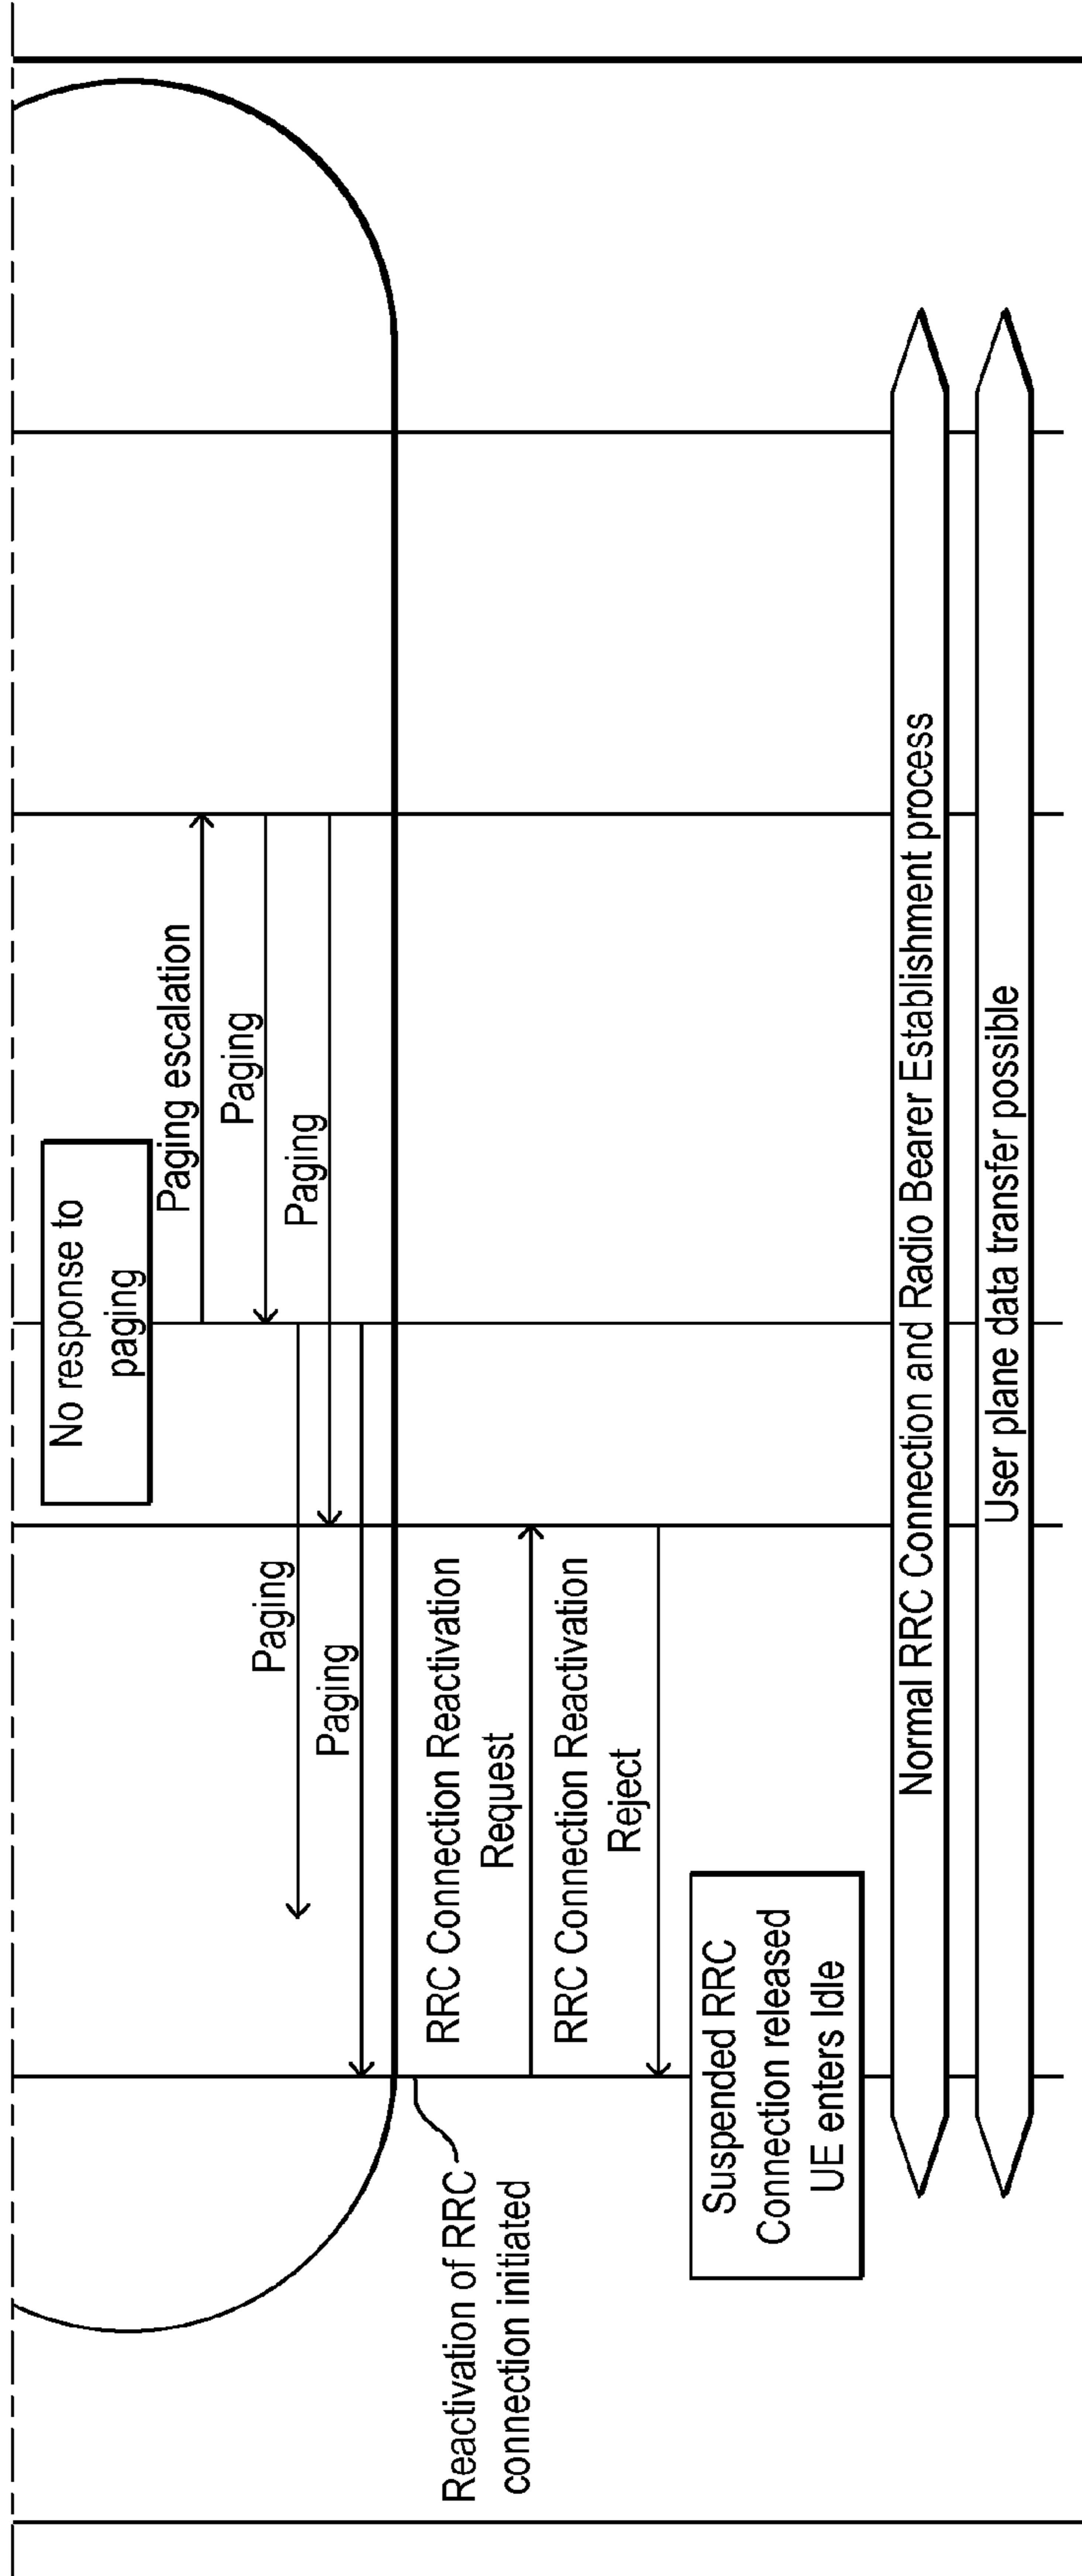 No response to
paging
Paging escalation
Paging
Paging
Paging
Paging
Reactivation of RRC
connection initiated
RRC Connection Reactivation
Request
RRC Connection Reactivation
Reject
Suspended RRC
Connection released
UE enters Idle
Normal RRC Connection and Radio Bearer Establishment process
User plane data transfer possible